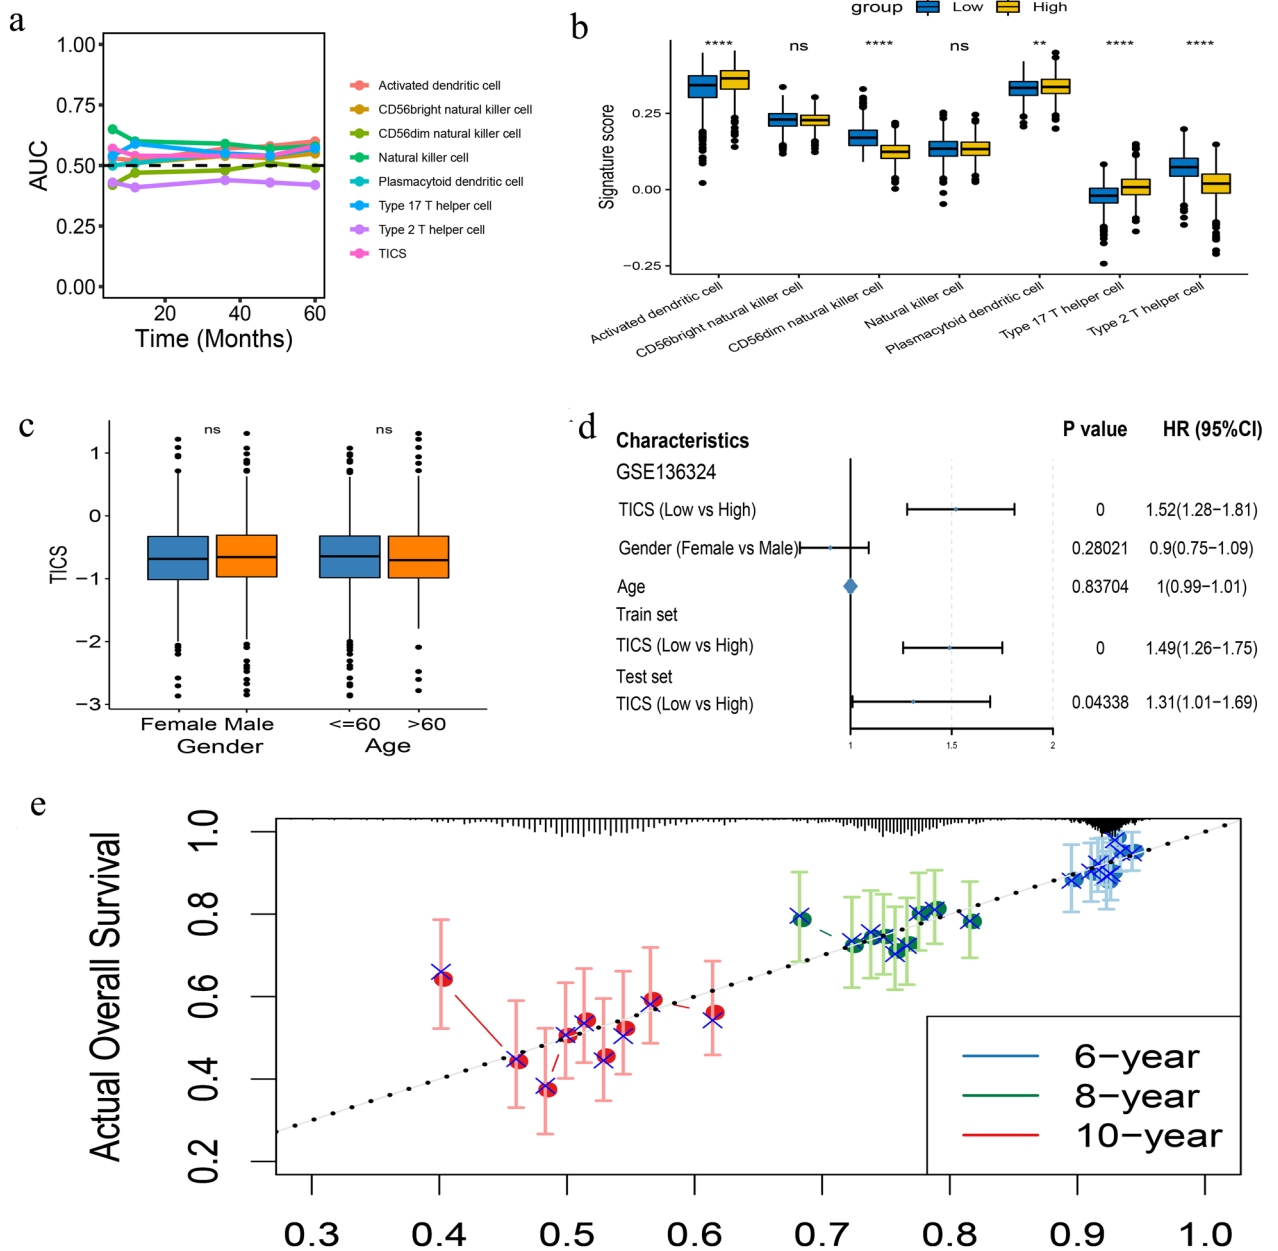 a
1.00
0.75
0.50
0.25
0.00
AUC
20 40 60
Time (Months)
Activated dendritic cell
CD56bright natural killer cell
CD56dim natural killer cell
Natural killer cell
Plasmacytoid dendritic cell
Type 17 T helper cell
Type 2 T helper cell
TICS
b
group Low High
**** ns **** ns ** **** ****
0.25
0.00
−0.25
Signature score
Activated dendritic cell
CD56bright natural killer cell
CD56dim natural killer cell
Natural killer cell
Plasmacytoid dendritic cell
Type 17 T helper cell
Type 2 T helper cell
c
ns ns
1
0
−1
−2
−3
TICS
Female Male <=60 >60
Gender Age
d
Characteristics P value HR (95%CI)
GSE136324
TICS (Low vs High) 0 1.52(1.28−1.81)
Gender (Female vs Male) 0.28021 0.9(0.75−1.09)
Age 0.83704 1(0.99−1.01)
Train set
TICS (Low vs High) 0 1.49(1.26−1.75)
Test set
TICS (Low vs High) 0.04338 1.31(1.01−1.69)
1 1.5 2
e
1.0
0.8
0.6
0.4
0.2
Actual Overall Survival
6−year
8−year
10−year
0.3 0.4 0.5 0.6 0.7 0.8 0.9 1.0